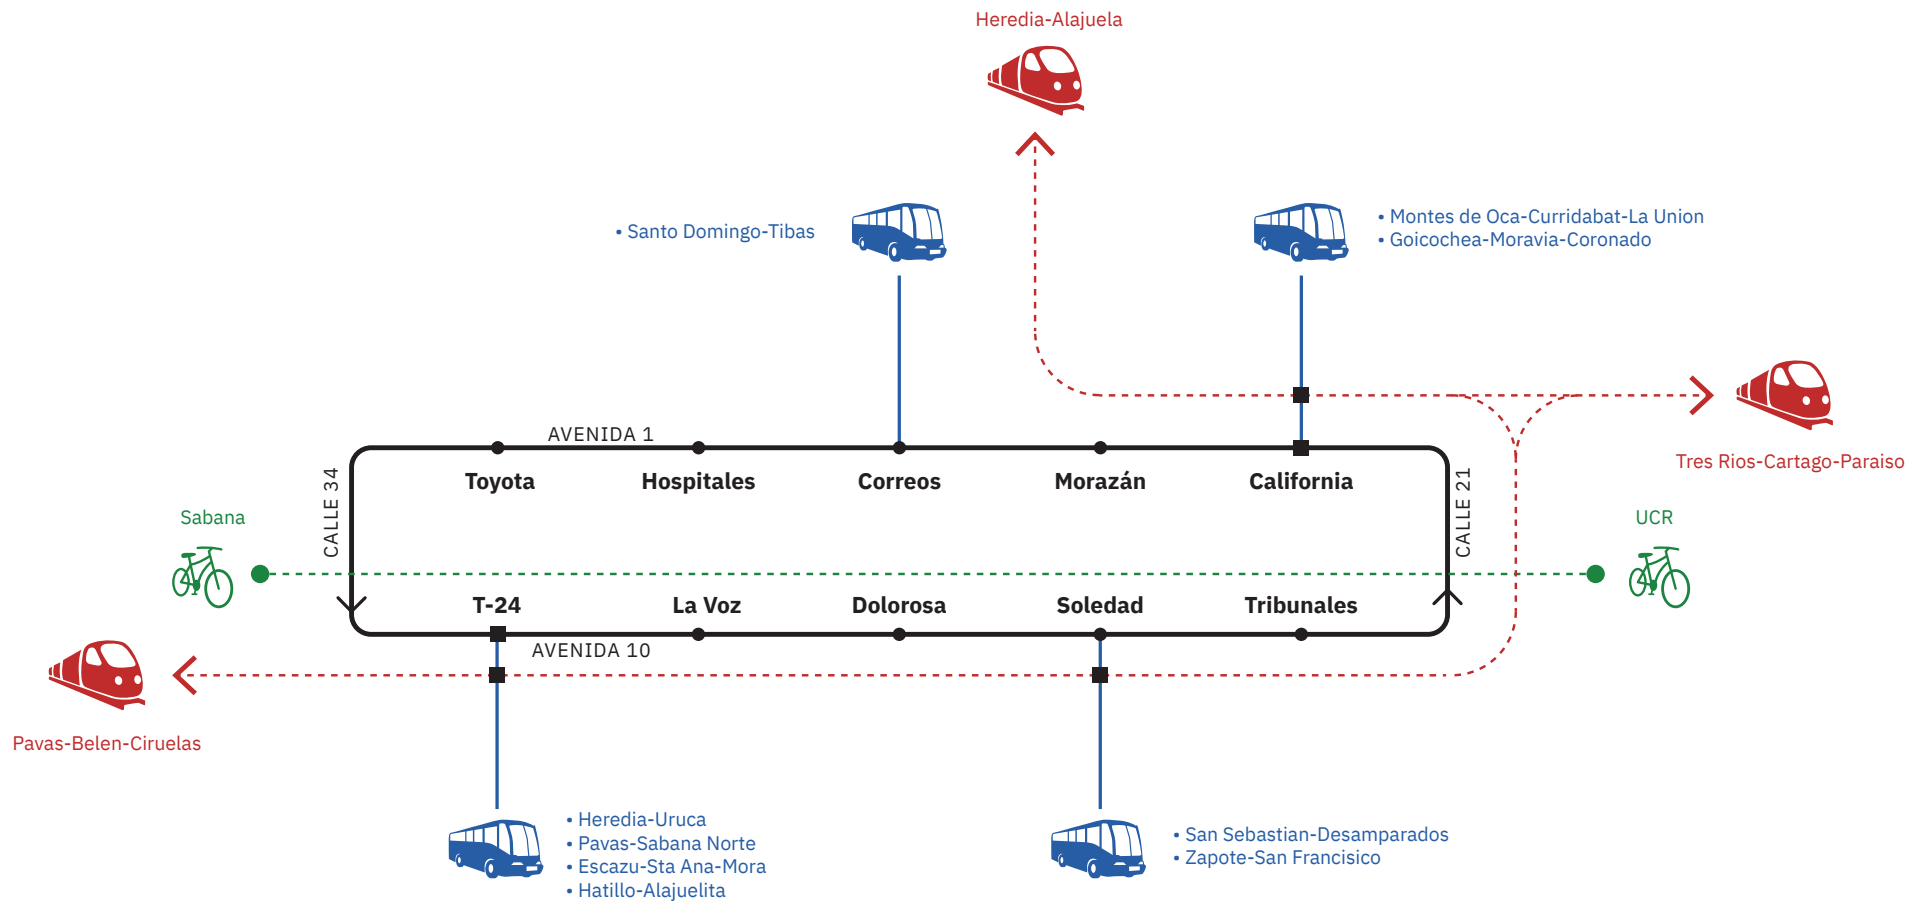 Heredia-Alajuela
• Santo Domingo-Tibas
• Montes de Oca-Curridabat-La Union
• Goicochea-Moravia-Coronado
AVENIDA 1
Toyota
Hospitales
Correos
Morazán
California
Tres Rios-Cartago-Paraiso
CALLE 34
CALLE 21
Sabana
UCR
T-24
La Voz
Dolorosa
Soledad
Tribunales
AVENIDA 10
Pavas-Belen-Ciruelas
• Heredia-Uruca
• Pavas-Sabana Norte
• Escazu-Sta Ana-Mora
• Hatillo-Alajuelita
• San Sebastian-Desamparados
• Zapote-San Francisico